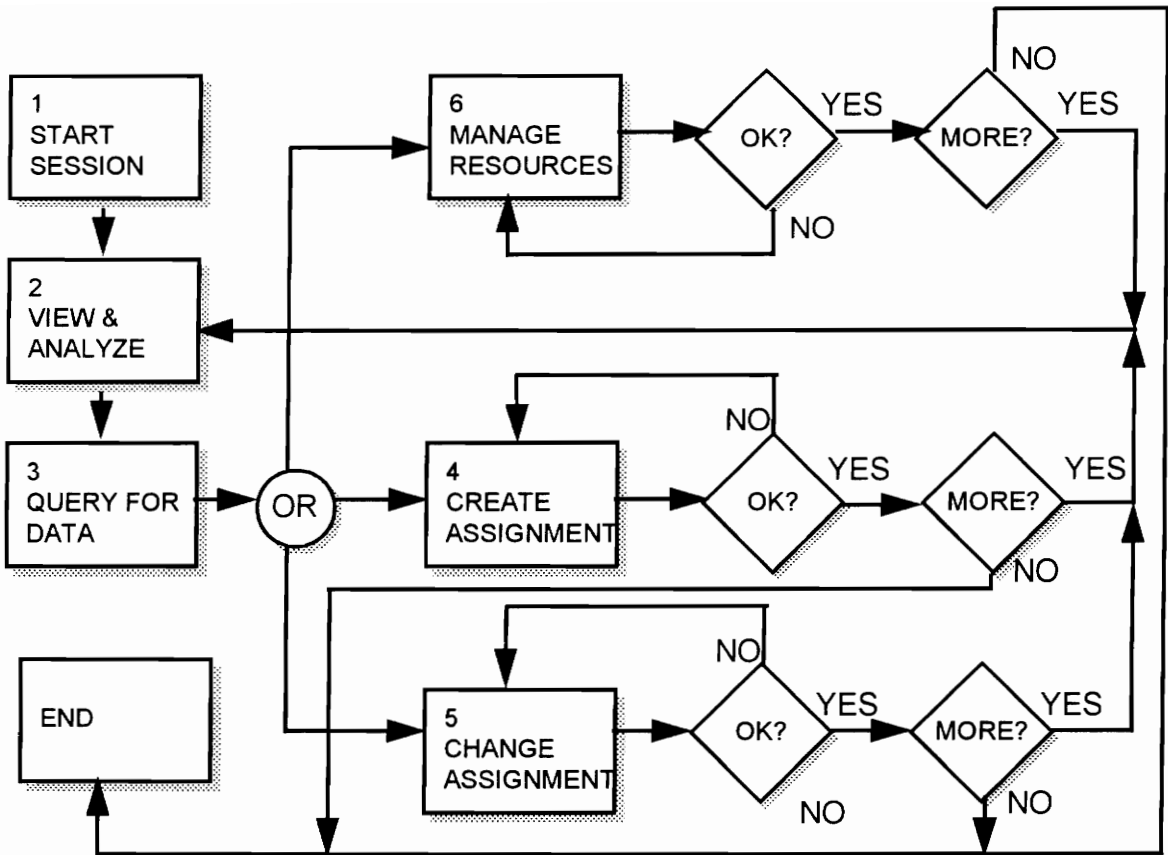 1
START
SESSION
2
VIEW &
ANALYZE
3
QUERY FOR
DATA
OR
6
MANAGE
RESOURCES
OK?
YES
NO
MORE?
NO
YES
4
CREATE
ASSIGNMENT
NO
OK?
YES
MORE?
YES
NO
5
CHANGE
ASSIGNMENT
NO
OK?
YES
NO
MORE?
YES
NO
END